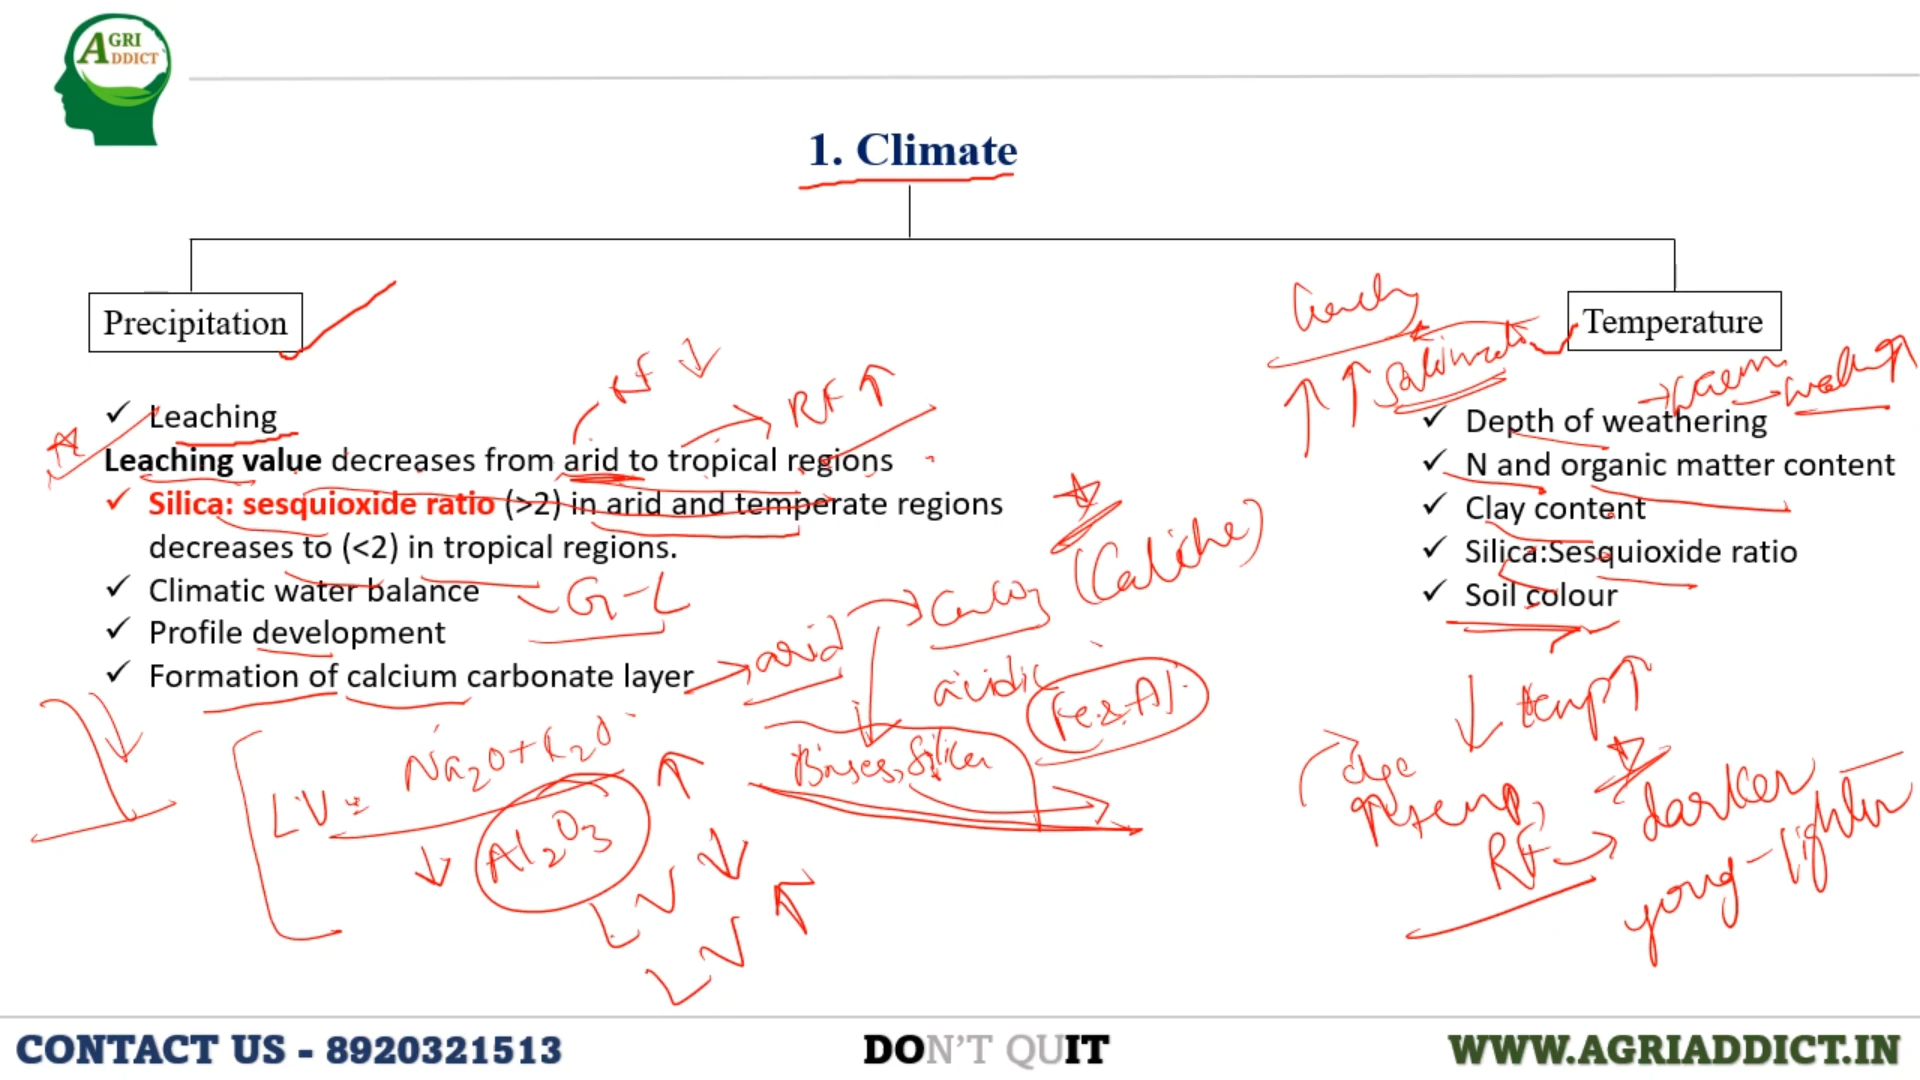 AGRI
ADDICT
1. Climate
Precipitation
Temperature
RF ↓
RF ↑
✓ Leaching
Leaching value decreases from arid to tropical regions
✓ Silica: sesquioxide ratio (>2) in arid and temperate regions
decreases to (<2) in tropical regions.
✓ Climatic water balance
G-L
✓ Profile development
✓ Formation of calcium carbonate layer
→ arid
(Caliche)
acidic
Fe & Al
Bases, Silica
LV = Na2O + K2O
Al2O3
LV ↓
LV ↑
✓ Depth of weathering
✓ N and organic matter content
✓ Clay content
✓ Silica:Sesquioxide ratio
✓ Soil colour
↓ temp ↑
age
↑ temp,
RF → darker
young - lighter
CONTACT US - 8920321513
DON'T QUIT
WWW.AGRIADDICT.IN